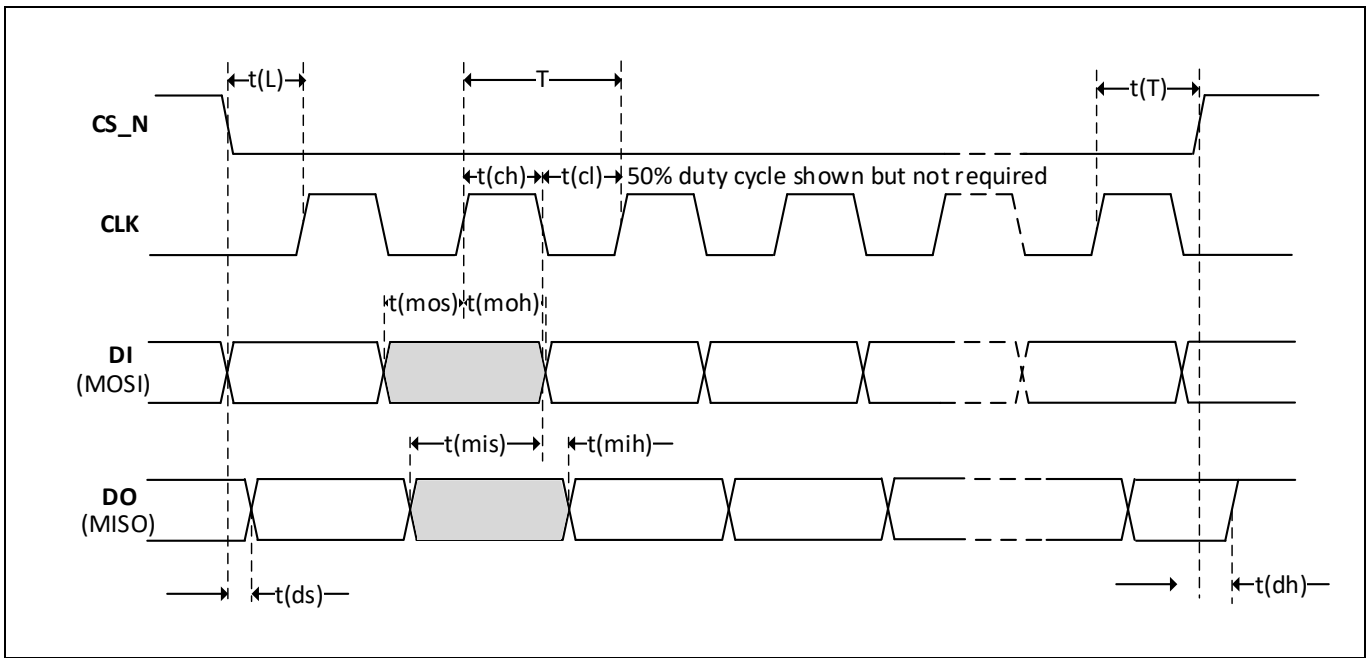 t(L)
T
t(T)
CS_N
t(ch)
t(cl)
50% duty cycle shown but not required
CLK
t(mos)
t(moh)
DI
(MOSI)
t(mis)
t(mih)
DO
(MISO)
t(ds)
t(dh)